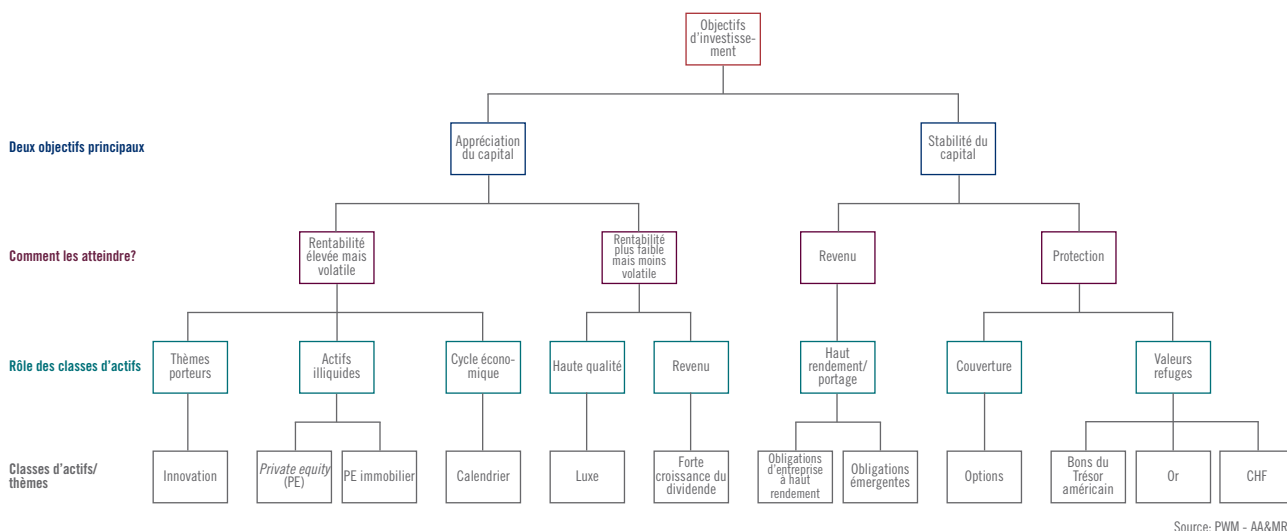 Objectifs
d'investisse-
ment
Deux objectifs principaux
Appréciation
du capital
Stabilité du
capital
Comment les atteindre?
Rentabilité
élevée mais
volatile
Rentabilité
plus faible
mais moins
volatile
Revenu
Protection
Rôle des classes d'actifs
Thèmes
porteurs
Actifs
illiquides
Cycle écono-
mique
Haute qualité
Revenu
Haut
rendement/
portage
Couverture
Valeurs
refuges
Classes d'actifs/
thèmes
Innovation
Private equity
(PE)
PE immobilier
Calendrier
Luxe
Forte
croissance du
dividende
Obligations
d'entreprise
à haut
rendement
Obligations
émergentes
Options
Bons du
Trésor
américain
Or
CHF
Source: PWM - AA&MR